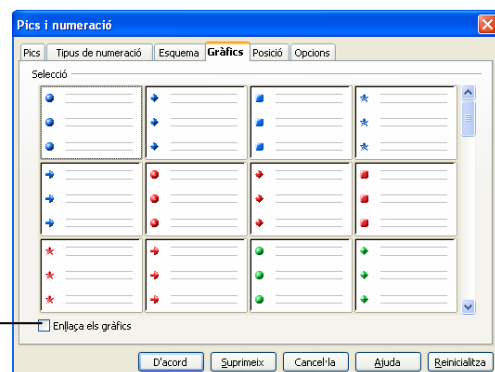 Pics i numeració
Pics Tipus de numeració Esquema Gràfics Posició Opcions
Selecció
Enllaça els gràfics
D'acord Suprimeix Cancel·la Ajuda Reinicialitza